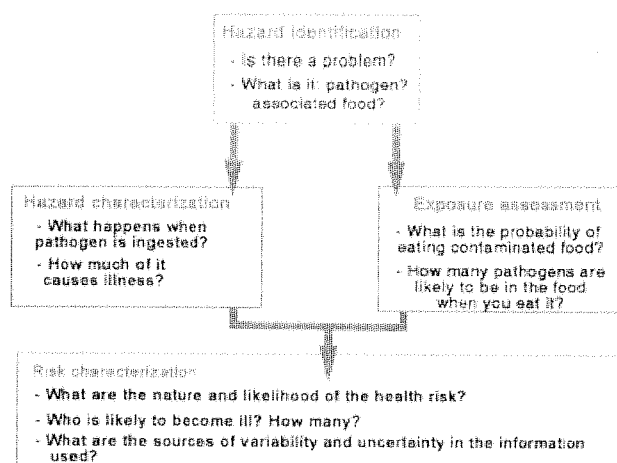 Hazard identification
- Is there a problem?
- What is it: pathogen?
associated food?
Hazard characterization
- What happens when
pathogen is ingested?
- How much of it
causes illness?
Exposure assessment
- What is the probability of
eating contaminated food?
- How many pathogens are
likely to be in the food
when you eat it?
Risk characterization
- What are the nature and likelihood of the health risk?
- Who is likely to become ill? How many?
- What are the sources of variability and uncertainty in the information
used?